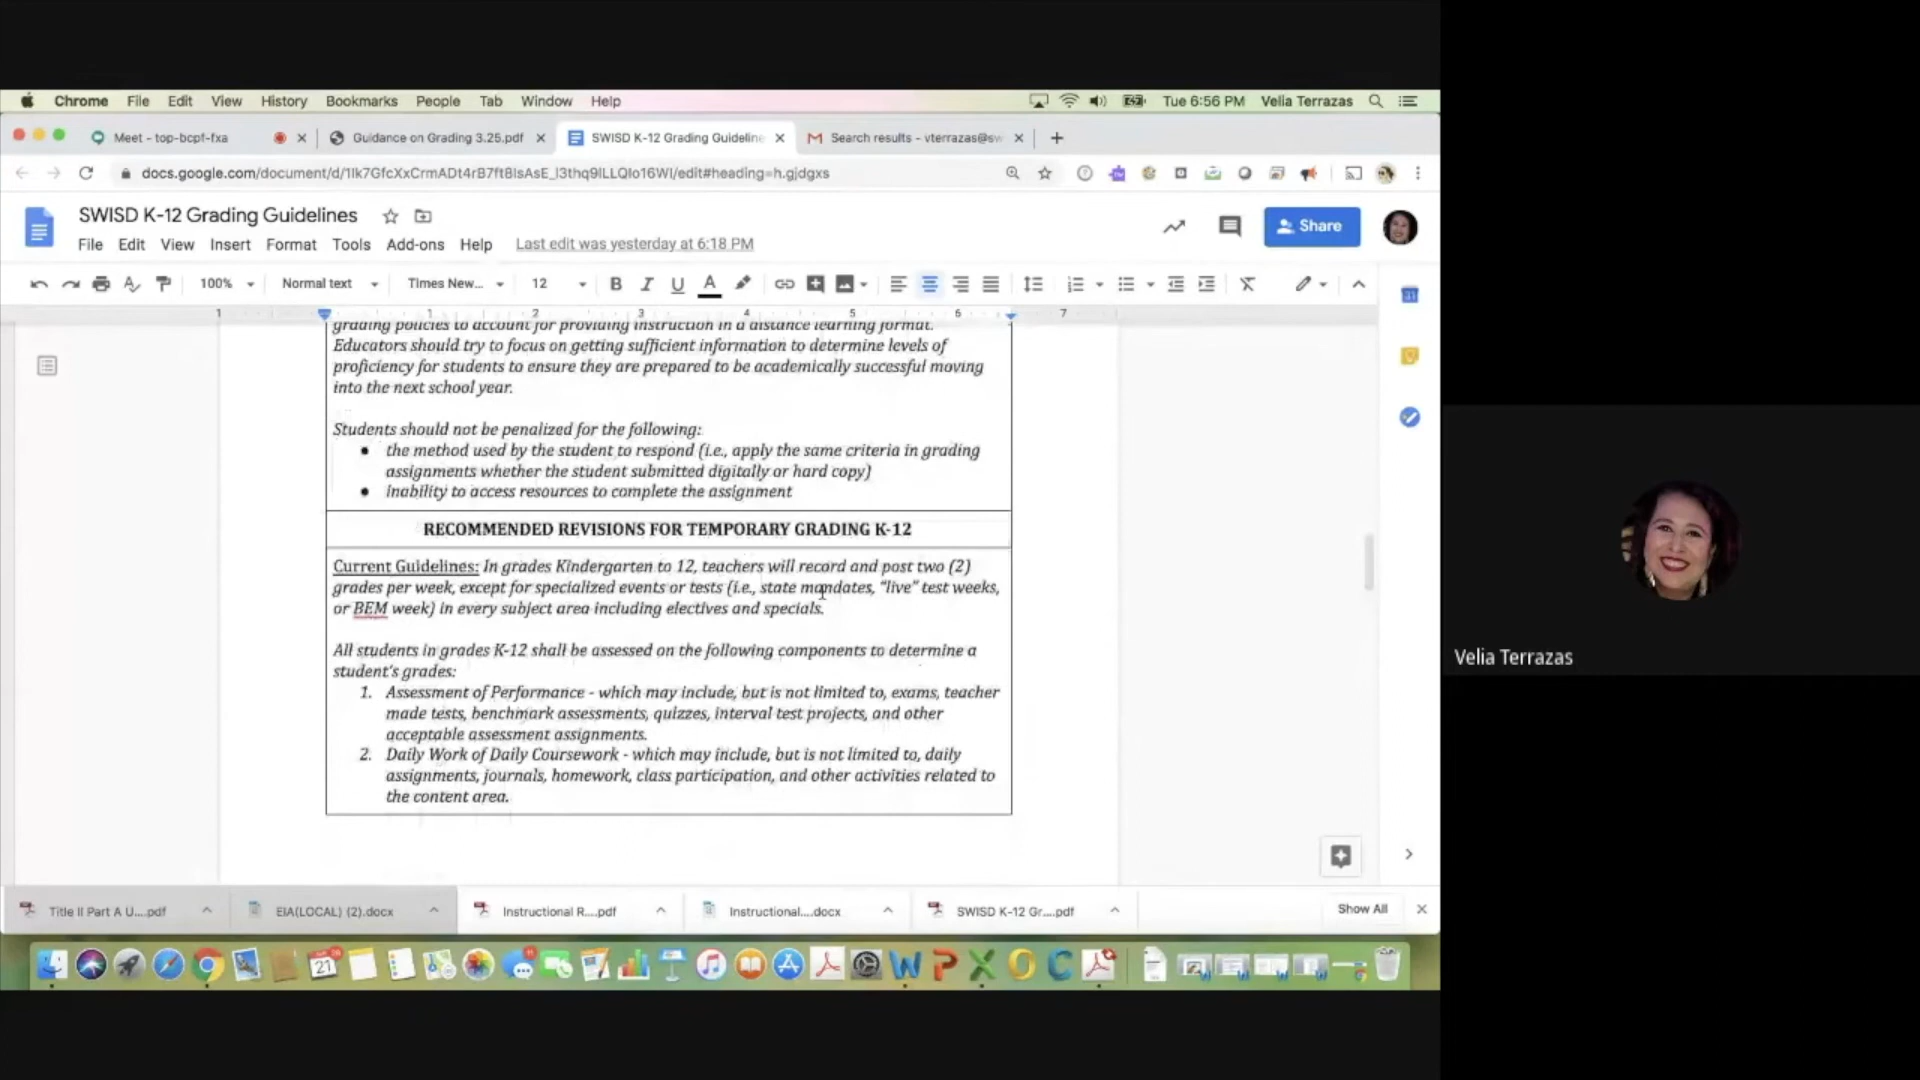 Chrome File Edit View History Bookmarks People Tab Window Help Tue 6:56 PM Velia Terrazas
Meet - top-bcpf-fxa Guidance on Grading 3.25.pdf SWISD K-12 Grading Guideline Search results - vterrazas@sw
SWISD K-12 Grading Guidelines
File Edit View Insert Format Tools Add-ons Help Last edit was yesterday at 6:18 PM Share
100% Normal text Times New... 12 B I U A
1 1 2 3 4 5 6 7
grading policies to account for providing instruction in a distance learning format.
Educators should try to focus on getting sufficient information to determine levels of
proficiency for students to ensure they are prepared to be academically successful moving
into the next school year.
Students should not be penalized for the following:
● the method used by the student to respond (i.e., apply the same criteria in grading
assignments whether the student submitted digitally or hard copy)
● inability to access resources to complete the assignment
RECOMMENDED REVISIONS FOR TEMPORARY GRADING K-12
Current Guidelines: In grades Kindergarten to 12, teachers will record and post two (2)
grades per week, except for specialized events or tests (i.e., state mandates, “live” test weeks,
or BEM week) in every subject area including electives and specials.
All students in grades K-12 shall be assessed on the following components to determine a
student's grades:
1. Assessment of Performance - which may include, but is not limited to, exams, teacher
made tests, benchmark assessments, quizzes, interval test projects, and other
acceptable assessment assignments.
2. Daily Work of Daily Coursework - which may include, but is not limited to, daily
assignments, journals, homework, class participation, and other activities related to
the content area.
Title II Part A U....pdf EIA(LOCAL) (2).docx Instructional R....pdf Instructional....docx SWISD K-12 Gr....pdf Show All
21
Velia Terrazas